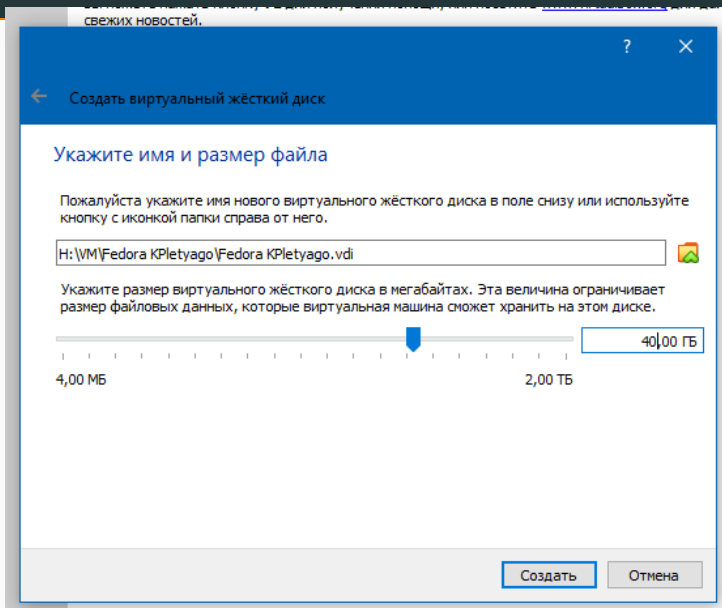 свежих новостей.
?
Создать виртуальный жёсткий диск
Укажите имя и размер файла
Пожалуйста укажите имя нового виртуального жёсткого диска в поле снизу или используйте
кнопку с иконкой папки справа от него.
H:\VM\Fedora KPletyago\Fedora KPletyago.vdi
Укажите размер виртуального жёсткого диска в мегабайтах. Эта величина ограничивает
размер файловых данных, которые виртуальная машина сможет хранить на этом диске.
40,00 ГБ
4,00 МБ 2,00 ТБ
Создать Отмена